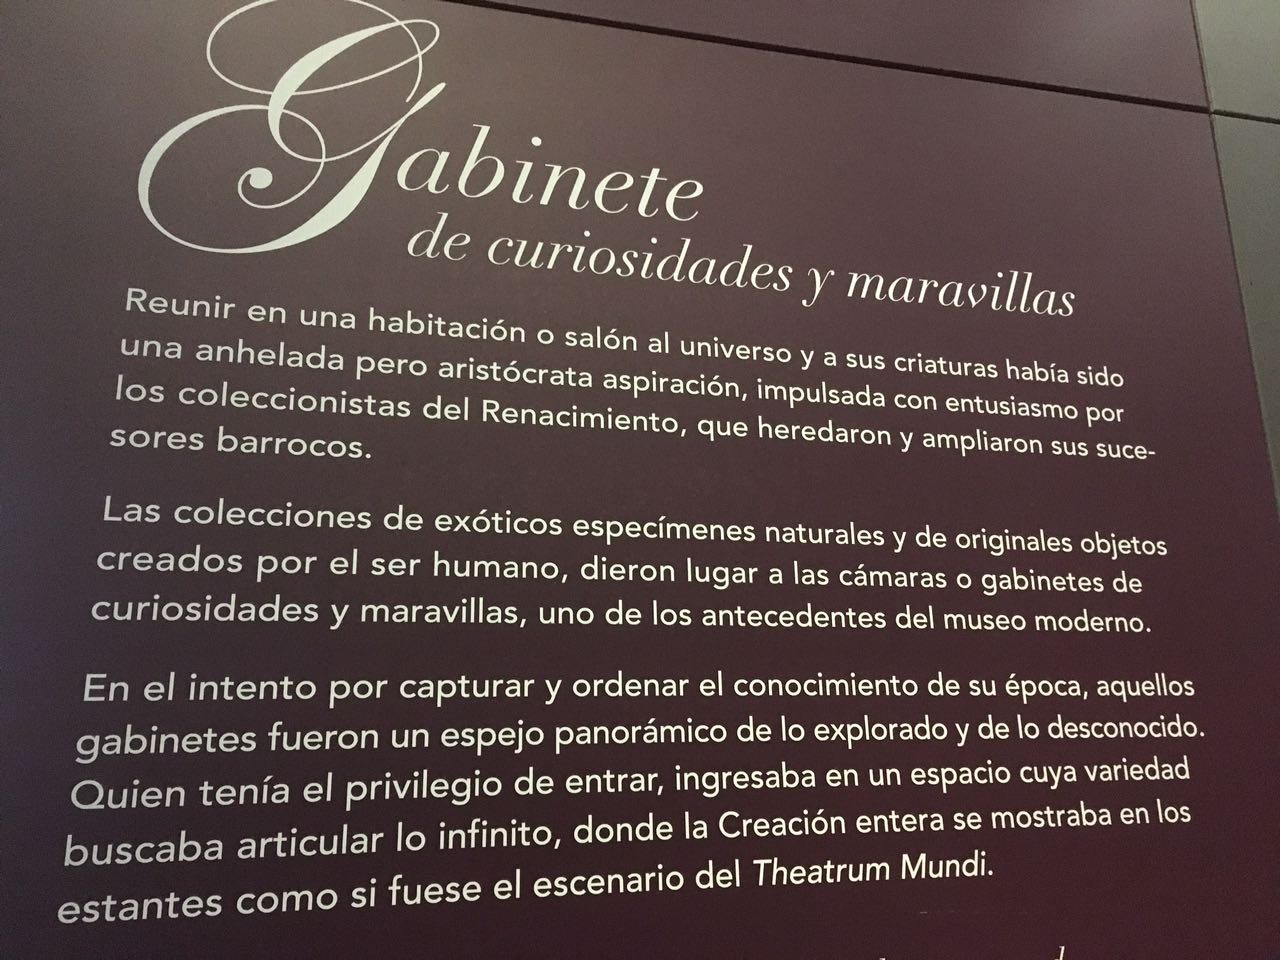 Gabinete
de curiosidades y maravillas
Reunir en una habitación o salón al universo y a sus criaturas había sido
una anhelada pero aristócrata aspiración, impulsada con entusiasmo por
los coleccionistas del Renacimiento, que heredaron y ampliaron sus suce-
sores barrocos.
Las colecciones de exóticos especímenes naturales y de originales objetos
creados por el ser humano, dieron lugar a las cámaras o gabinetes de
curiosidades y maravillas, uno de los antecedentes del museo moderno.
En el intento por capturar y ordenar el conocimiento de su época, aquellos
gabinetes fueron un espejo panorámico de lo explorado y de lo desconocido.
Quien tenía el privilegio de entrar, ingresaba en un espacio cuya variedad
buscaba articular lo infinito, donde la Creación entera se mostraba en los
estantes como si fuese el escenario del Theatrum Mundi.